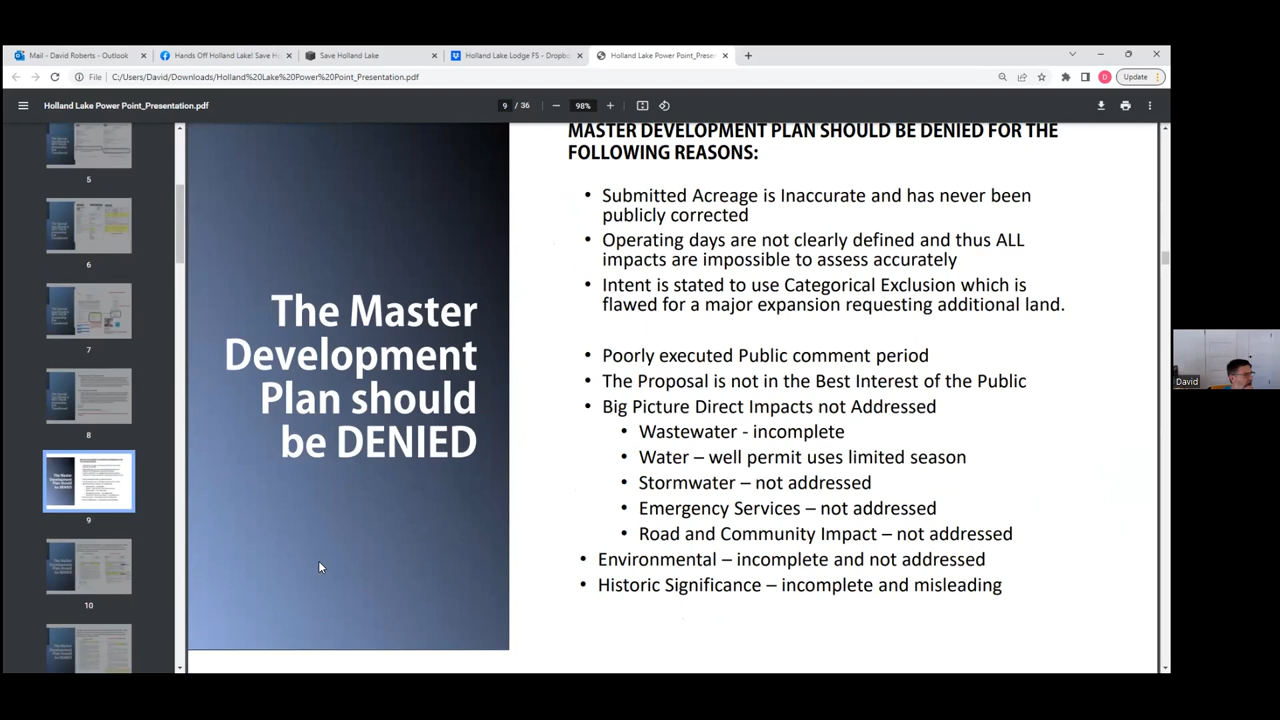 Mail - David Roberts - Outlook
Hands Off Holland Lake! Save H
Save Holland Lake
Holland Lake Lodge FS - Dropbo
Holland Lake Power Point_Presenta
File
C:/Users/David/Downloads/Holland%20Lake%20Power%20Point_Presentation.pdf
D
Update
Holland Lake Power Point_Presentation.pdf
9 / 36
98%
5
6
7
8
9
10
The Master
Development
Plan should
be DENIED
MASTER DEVELOPMENT PLAN SHOULD BE DENIED FOR THE
FOLLOWING REASONS:
• Submitted Acreage is Inaccurate and has never been
publicly corrected
• Operating days are not clearly defined and thus ALL
impacts are impossible to assess accurately
• Intent is stated to use Categorical Exclusion which is
flawed for a major expansion requesting additional land.
• Poorly executed Public comment period
• The Proposal is not in the Best Interest of the Public
• Big Picture Direct Impacts not Addressed
• Wastewater - incomplete
• Water – well permit uses limited season
• Stormwater – not addressed
• Emergency Services – not addressed
• Road and Community Impact – not addressed
• Environmental – incomplete and not addressed
• Historic Significance – incomplete and misleading
David